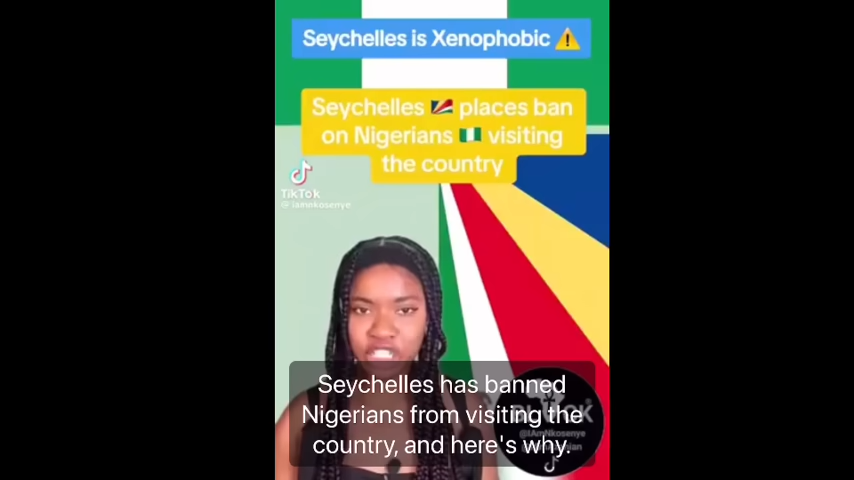 Seychelles is Xenophobic ⚠️
Seychelles 🇸🇨 places ban
on Nigerians 🇳🇬 visiting
the country
TikTok
@iamnkosenye
Seychelles has banned
Nigerians from visiting the
country, and here's why.
@IAmNkosenye